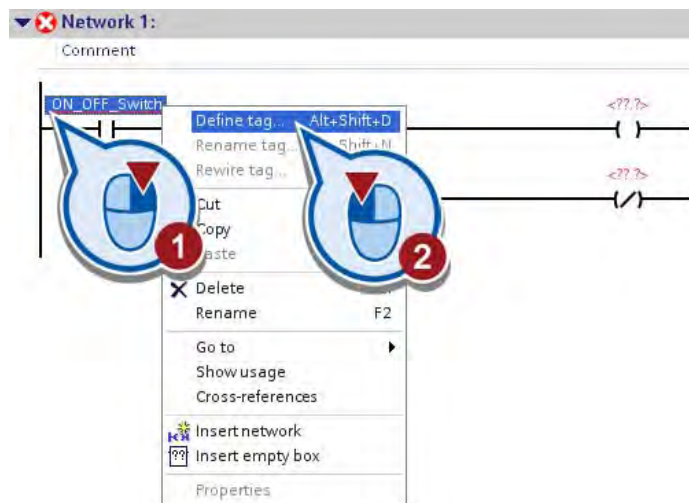 Network 1:
Comment
ON_OFF_Switch
<??.?>
Define tag... Alt+Shift+D
Rename tag... Shift+N
Rewire tag...
<??.?>
Cut
Copy
1
2
Delete
Rename F2
Go to
Show usage
Cross-references
Insert network
?? Insert empty box
Properties